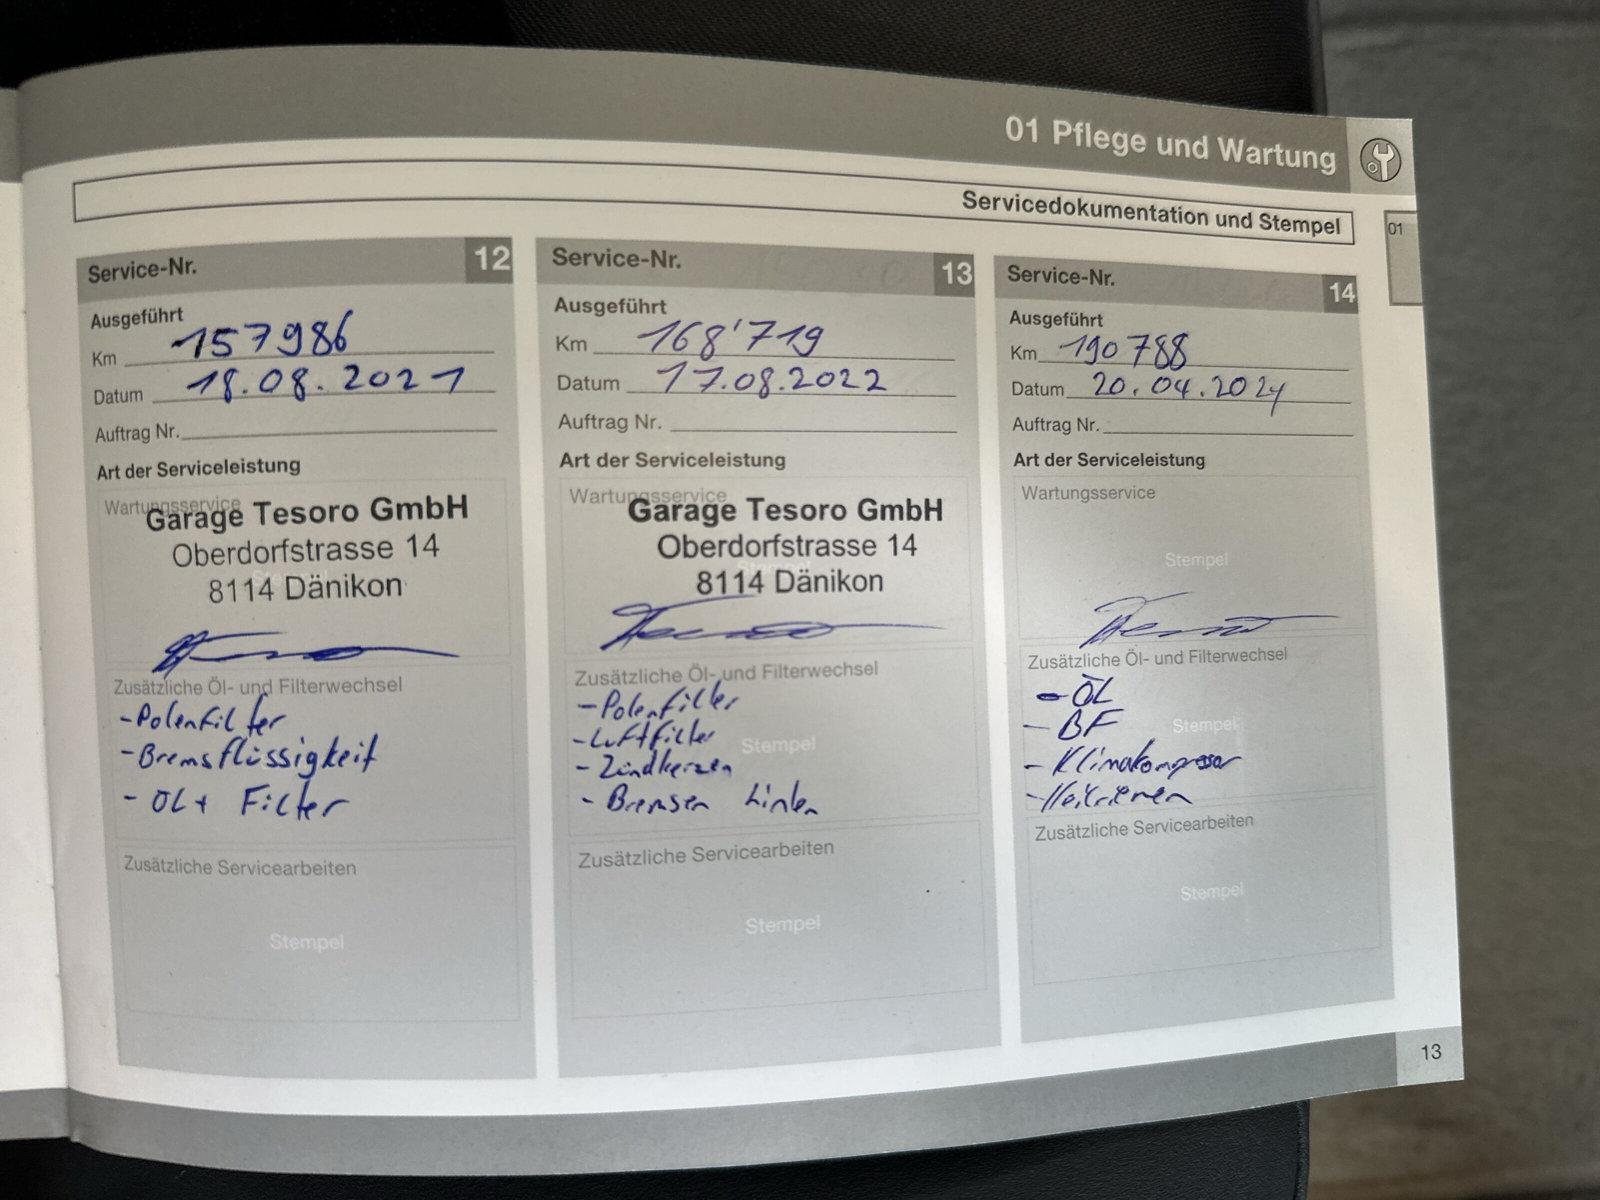 01 Pflege und Wartung
Servicedokumentation und Stempel
01
Service-Nr. 12
Ausgeführt
Km 157986
Datum 18.08.2021
Auftrag Nr.
Art der Serviceleistung
Wartungsservice
Garage Tesoro GmbH
Oberdorfstrasse 14
8114 Dänikon
Zusätzliche Öl- und Filterwechsel
-Polenfilter
-Bremsflüssigkeit
- ÖL + Filter
Zusätzliche Servicearbeiten
Stempel
Service-Nr. 13
Ausgeführt
Km 168'719
Datum 17.08.2022
Auftrag Nr.
Art der Serviceleistung
Wartungsservice
Garage Tesoro GmbH
Oberdorfstrasse 14
8114 Dänikon
Zusätzliche Öl- und Filterwechsel
-Polenfilter
-Luftfilter
Stempel
- Zündkerzen
- Bremsen hinten
Zusätzliche Servicearbeiten
Stempel
Service-Nr. 14
Ausgeführt
Km 190788
Datum 20.04.2024
Auftrag Nr.
Art der Serviceleistung
Wartungsservice
Stempel
Zusätzliche Öl- und Filterwechsel
- ÖL
- BF
Stempel
- Klimakompressor
- Keilriemen
Zusätzliche Servicearbeiten
Stempel
13